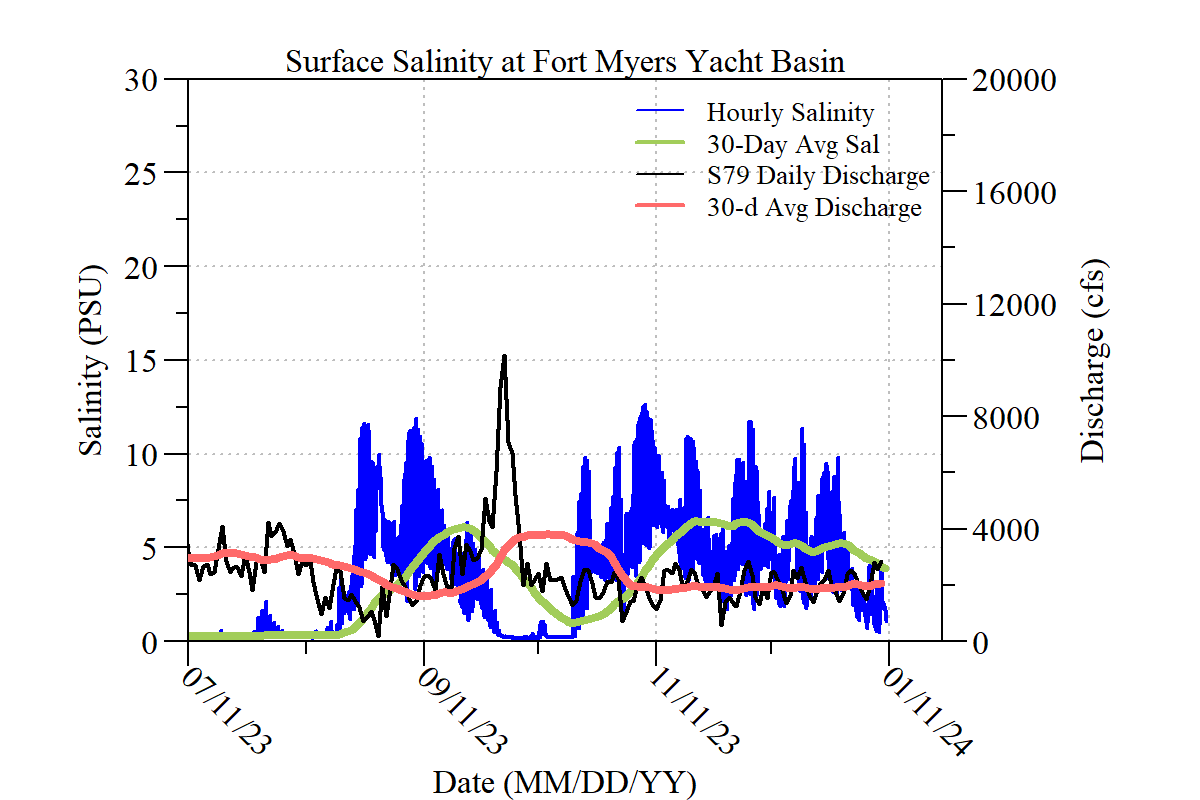 Surface Salinity at Fort Myers Yacht Basin
30
25
20
15
10
5
0
Salinity (PSU)
Hourly Salinity
30-Day Avg Sal
S79 Daily Discharge
30-d Avg Discharge
20000
16000
12000
8000
4000
0
Discharge (cfs)
07/11/23
09/11/23
11/11/23
01/11/24
Date (MM/DD/YY)